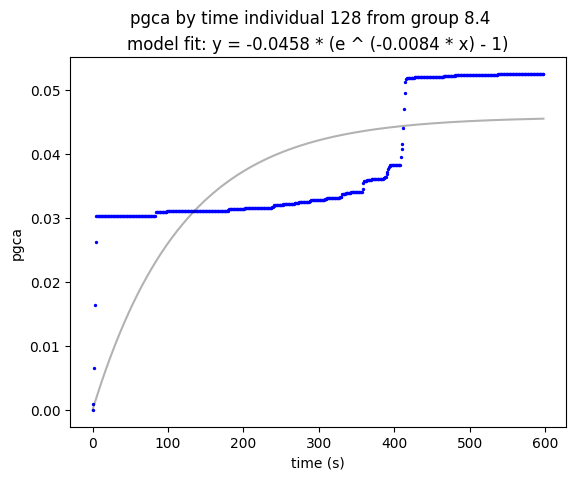 pgca by time individual 128 from group 8.4
model fit: y = -0.0458 * (e ^ (-0.0084 * x) - 1)
0.05
0.04
0.03
0.02
0.01
0.00
pgca
0 100 200 300 400 500 600
time (s)